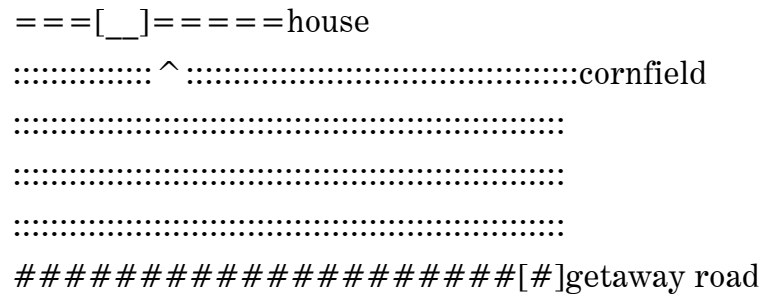 ===[__]=====house
:::::::::::::::^::::::::::::::::::::::::::::::::::::::::::cornfield
:::::::::::::::::::::::::::::::::::::::::::::::::::::::::::
:::::::::::::::::::::::::::::::::::::::::::::::::::::::::::
:::::::::::::::::::::::::::::::::::::::::::::::::::::::::::
####################[#]getaway road